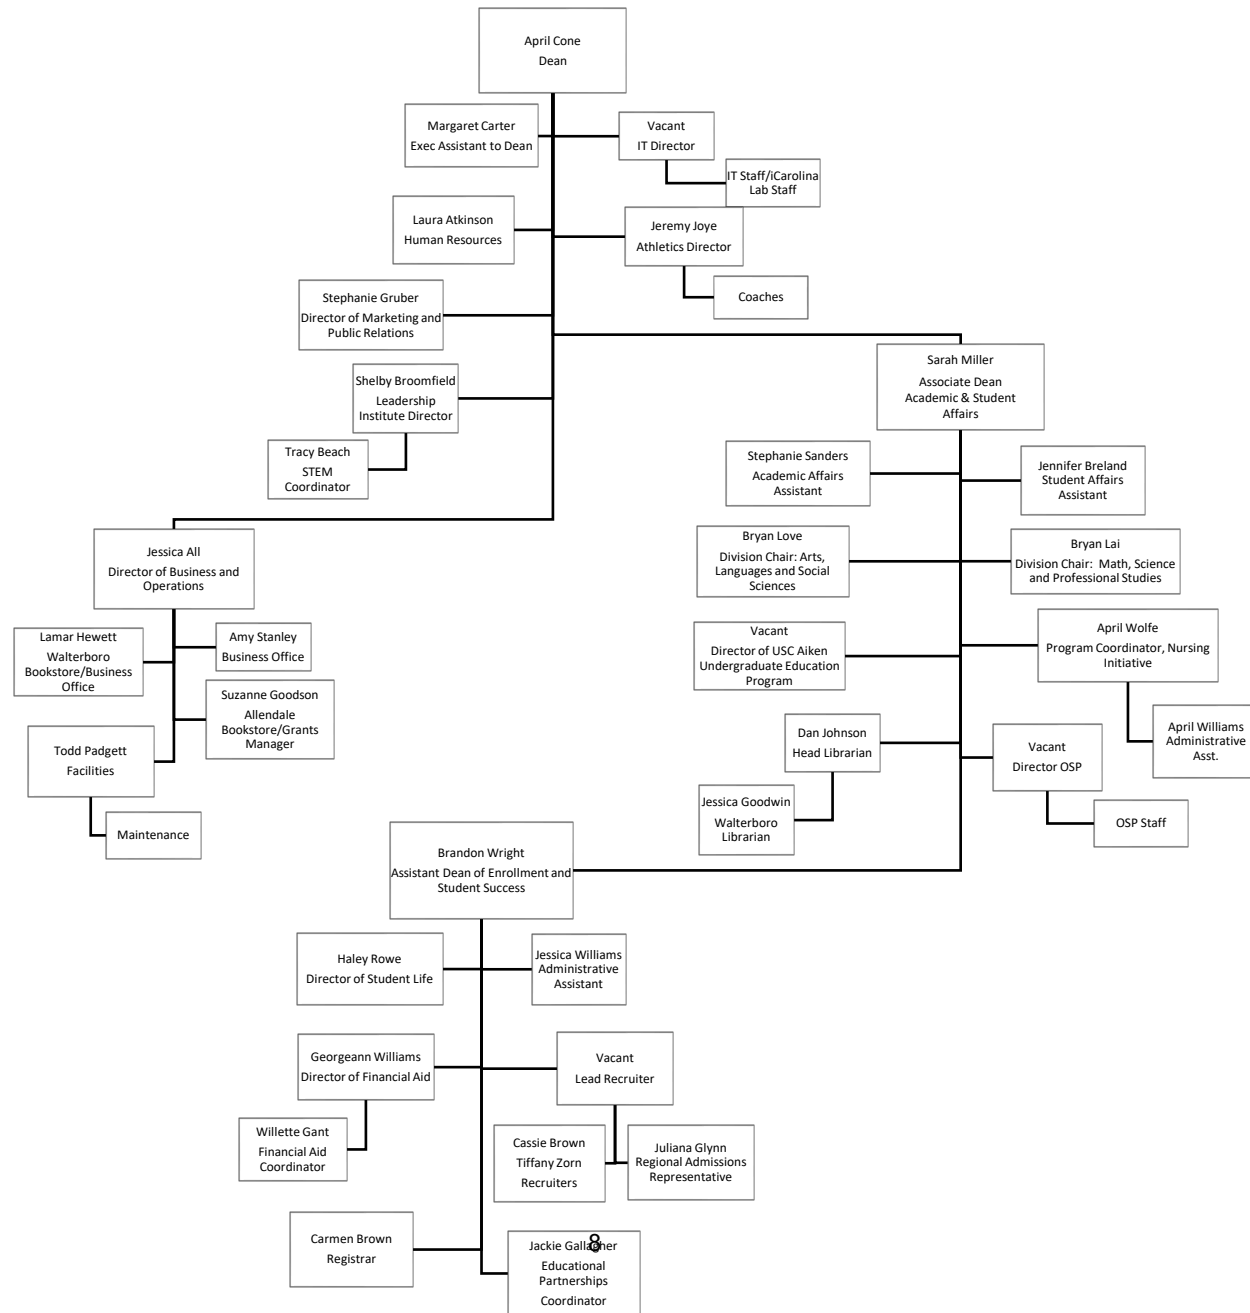 April Cone
Dean
Margaret Carter
Exec Assistant to Dean
Vacant
IT Director
IT Staff/iCarolina
Lab Staff
Laura Atkinson
Human Resources
Jeremy Joye
Athletics Director
Coaches
Stephanie Gruber
Director of Marketing and
Public Relations
Shelby Broomfield
Leadership
Institute Director
Tracy Beach
STEM
Coordinator
Sarah Miller
Associate Dean
Academic & Student
Affairs
Stephanie Sanders
Academic Affairs
Assistant
Jennifer Breland
Student Affairs
Assistant
Bryan Love
Division Chair: Arts,
Languages and Social
Sciences
Bryan Lai
Division Chair: Math, Science
and Professional Studies
Jessica All
Director of Business and
Operations
Lamar Hewett
Walterboro
Bookstore/Business
Office
Amy Stanley
Business Office
Suzanne Goodson
Allendale
Bookstore/Grants
Manager
Todd Padgett
Facilities
Maintenance
Vacant
Director of USC Aiken
Undergraduate Education
Program
April Wolfe
Program Coordinator, Nursing
Initiative
April Williams
Administrative
Asst.
Dan Johnson
Head Librarian
Jessica Goodwin
Walterboro
Librarian
Vacant
Director OSP
OSP Staff
Brandon Wright
Assistant Dean of Enrollment and
Student Success
Haley Rowe
Director of Student Life
Jessica Williams
Administrative
Assistant
Georgeann Williams
Director of Financial Aid
Willette Gant
Financial Aid
Coordinator
Vacant
Lead Recruiter
Cassie Brown
Tiffany Zorn
Recruiters
Juliana Glynn
Regional Admissions
Representative
Carmen Brown
Registrar
Jackie Gallagher
Educational
Partnerships
Coordinator
8